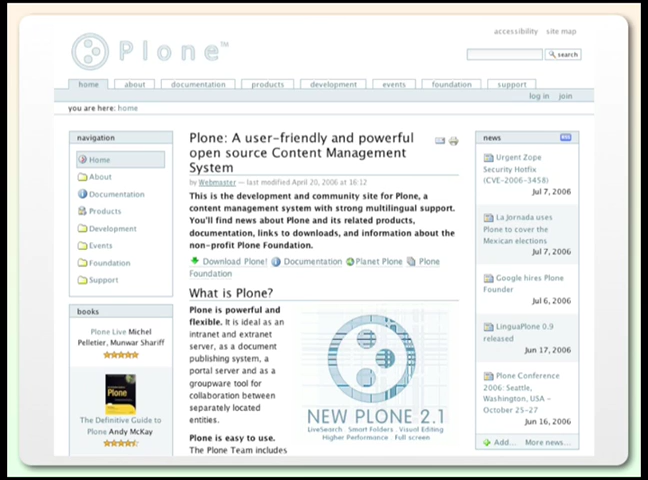 accessibility site map
Plone™
search
home about documentation products development events foundation support
log in join
you are here: home
navigation
Home
About
Documentation
Products
Development
Events
Foundation
Support
books
Plone Live Michel
Pelletier, Munwar Shariff
Plone
The Definitive Guide to
Plone Andy McKay
Plone: A user-friendly and powerful
open source Content Management
System
by Webmaster — last modified April 20, 2006 at 16:12
This is the development and community site for Plone, a
content management system with strong multilingual support.
You'll find news about Plone and its related products,
documentation, links to downloads, and information about the
non-profit Plone Foundation.
Download Plone! Documentation Planet Plone Plone
Foundation
What is Plone?
Plone is powerful and
flexible. It is ideal as an
intranet and extranet
server, as a document
publishing system, a
portal server and as a
groupware tool for
collaboration between
separately located
entities.
Plone is easy to use.
The Plone Team includes
NEW PLONE 2.1
LiveSearch Smart Folders Visual Editing
Higher Performance Full screen
news
Urgent Zope
Security Hotfix
(CVE-2006-3458)
Jul 7, 2006
La Jornada uses
Plone to cover the
Mexican elections
Jul 7, 2006
Google hires Plone
Founder
Jul 6, 2006
LinguaPlone 0.9
released
Jun 17, 2006
Plone Conference
2006: Seattle,
Washington, USA -
October 25-27
Jun 16, 2006
Add... More news...